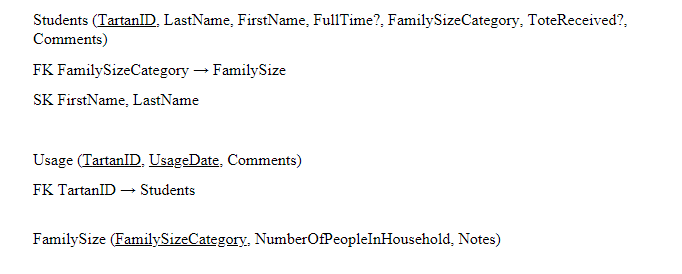 Students (TartanID, LastName, FirstName, FullTime?, FamilySizeCategory, ToteReceived?,
Comments)
FK FamilySizeCategory → FamilySize
SK FirstName, LastName
Usage (TartanID, UsageDate, Comments)
FK TartanID → Students
FamilySize (FamilySizeCategory, NumberOfPeopleInHousehold, Notes)